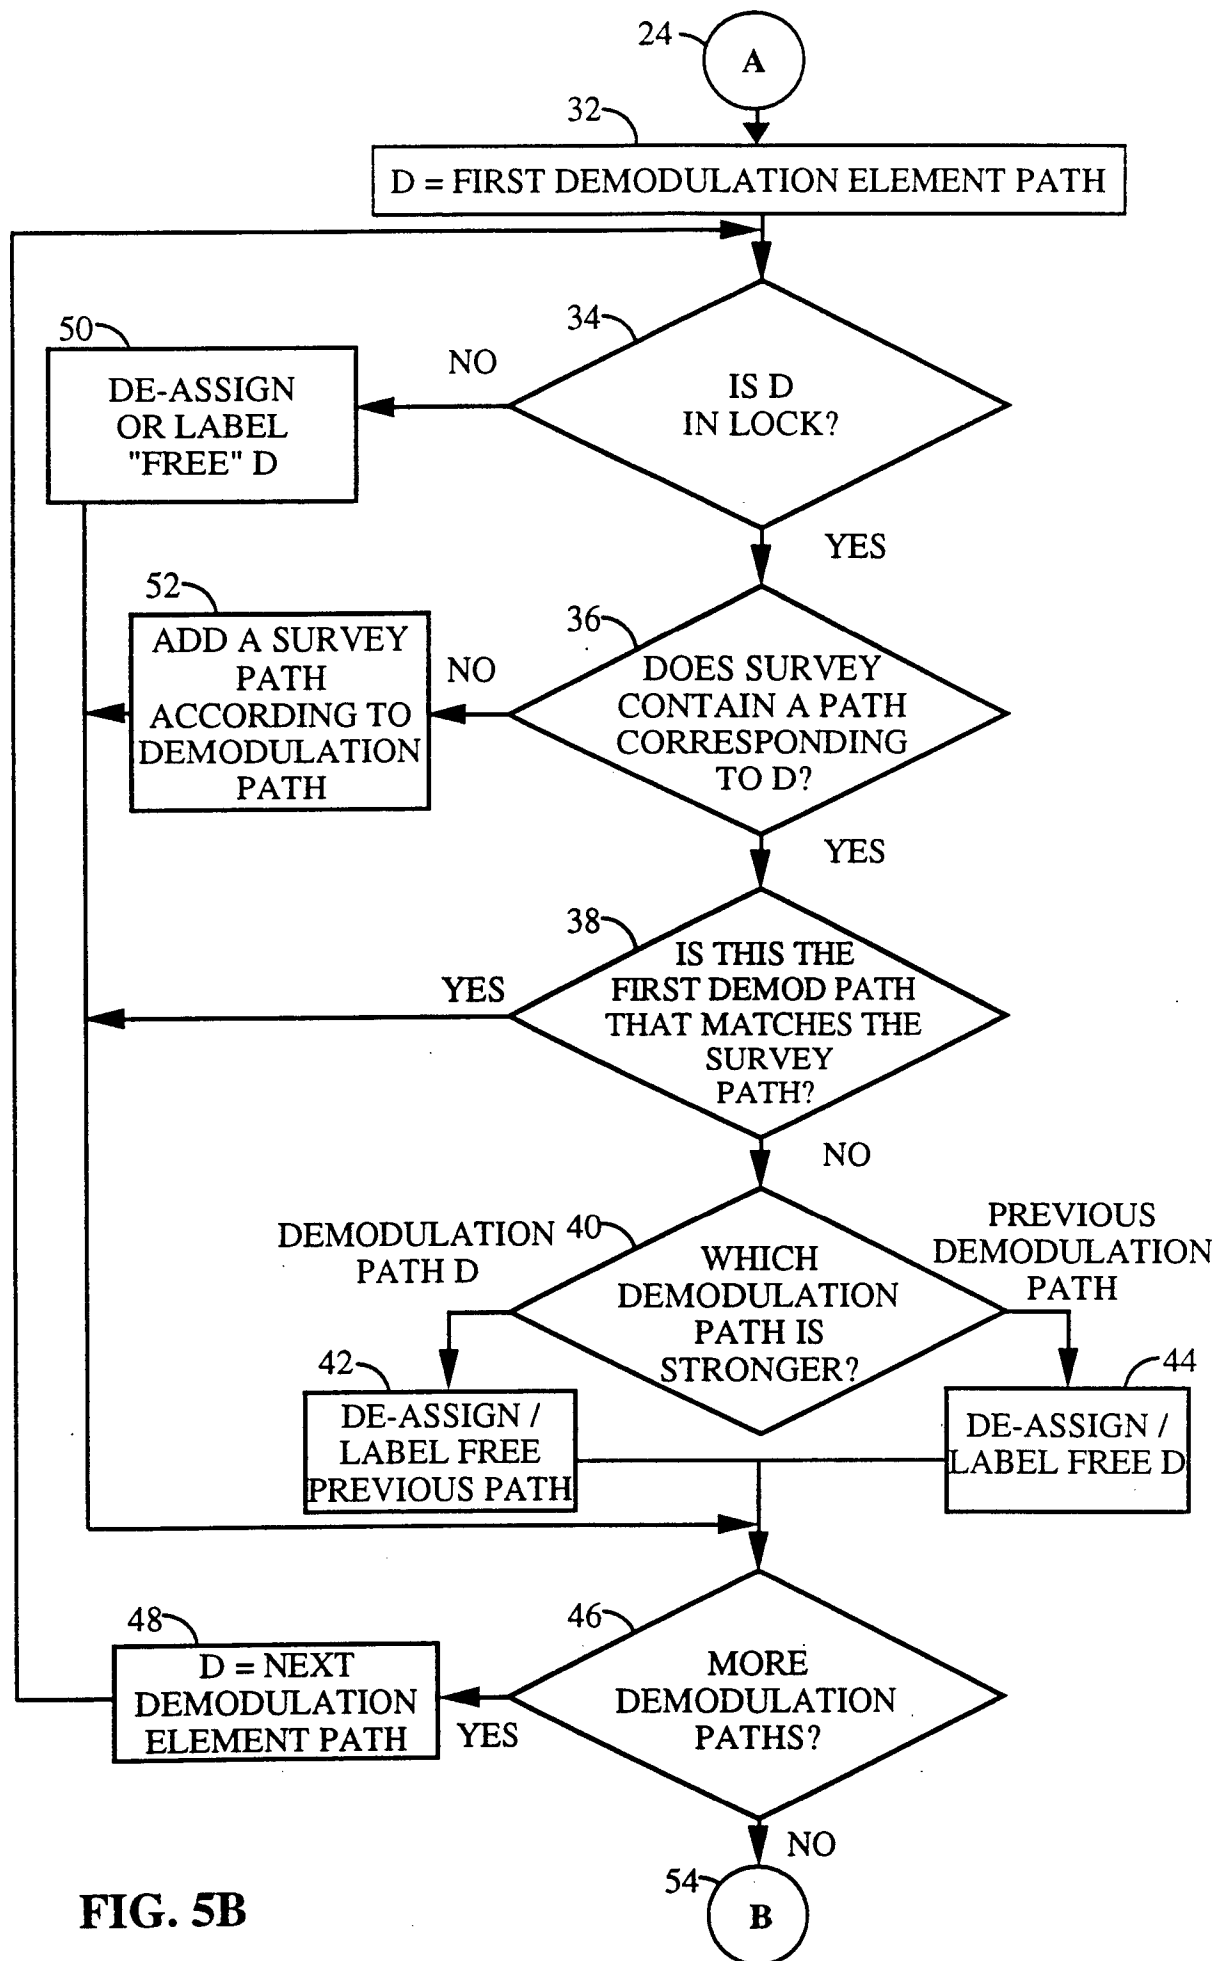 24
A
32
D = FIRST DEMODULATION ELEMENT PATH
34
50
NO
DE-ASSIGN
OR LABEL
"FREE" D
IS D
IN LOCK?
YES
52
36
ADD A SURVEY
PATH
ACCORDING TO
DEMODULATION
PATH
NO
DOES SURVEY
CONTAIN A PATH
CORRESPONDING
TO D?
YES
38
YES
IS THIS THE
FIRST DEMOD PATH
THAT MATCHES THE
SURVEY
PATH?
NO
DEMODULATION
PATH D
40
PREVIOUS
DEMODULATION
PATH
WHICH
DEMODULATION
PATH IS
STRONGER?
42
44
DE-ASSIGN /
LABEL FREE
PREVIOUS PATH
DE-ASSIGN /
LABEL FREE D
48
46
D = NEXT
DEMODULATION
ELEMENT PATH
YES
MORE
DEMODULATION
PATHS?
NO
54
B
FIG. 5B